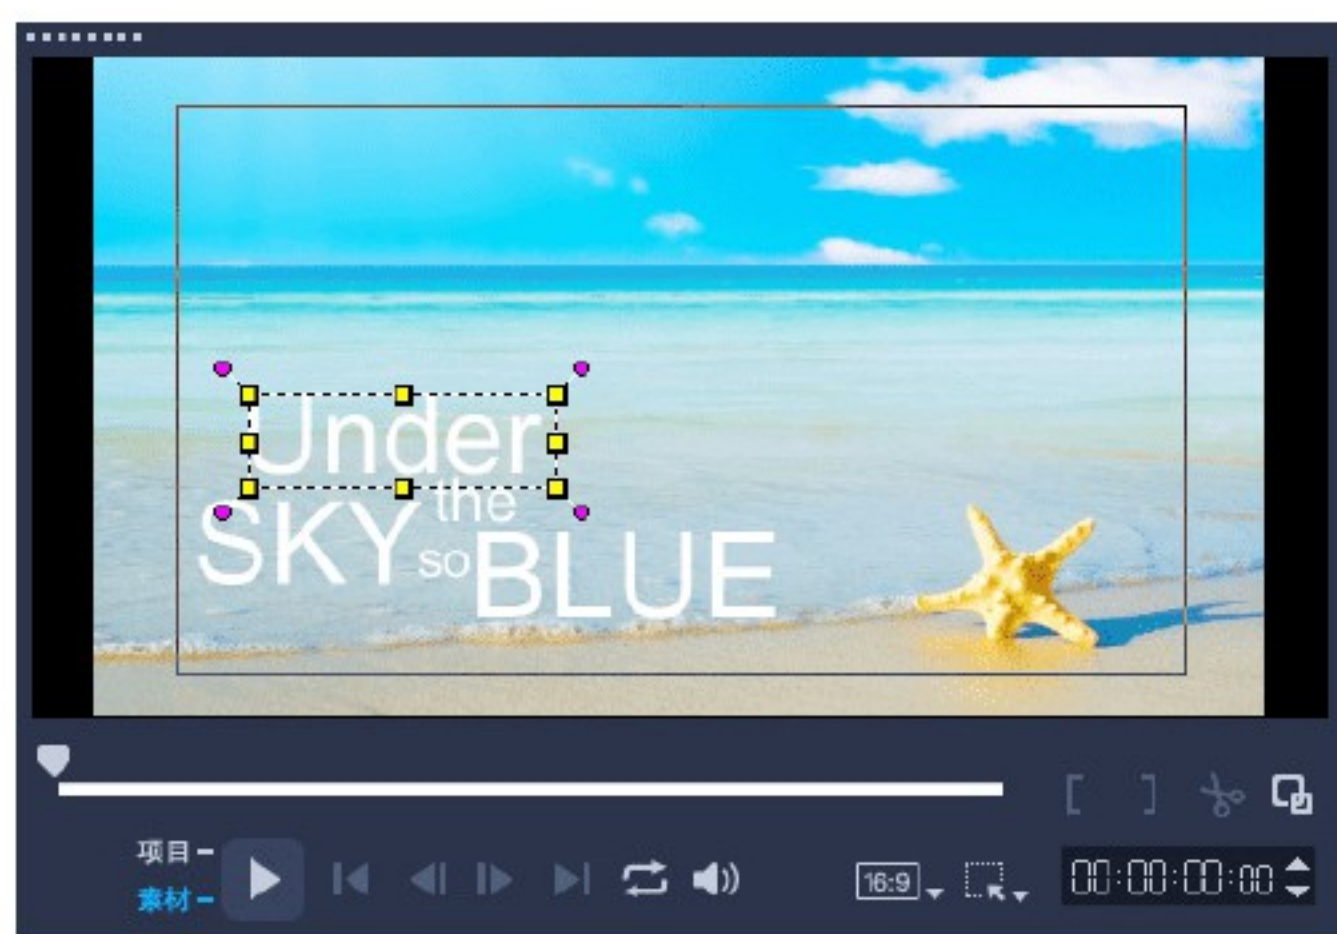 Under
the
SKY so BLUE
项目
素材
16:9
00:00:00:00